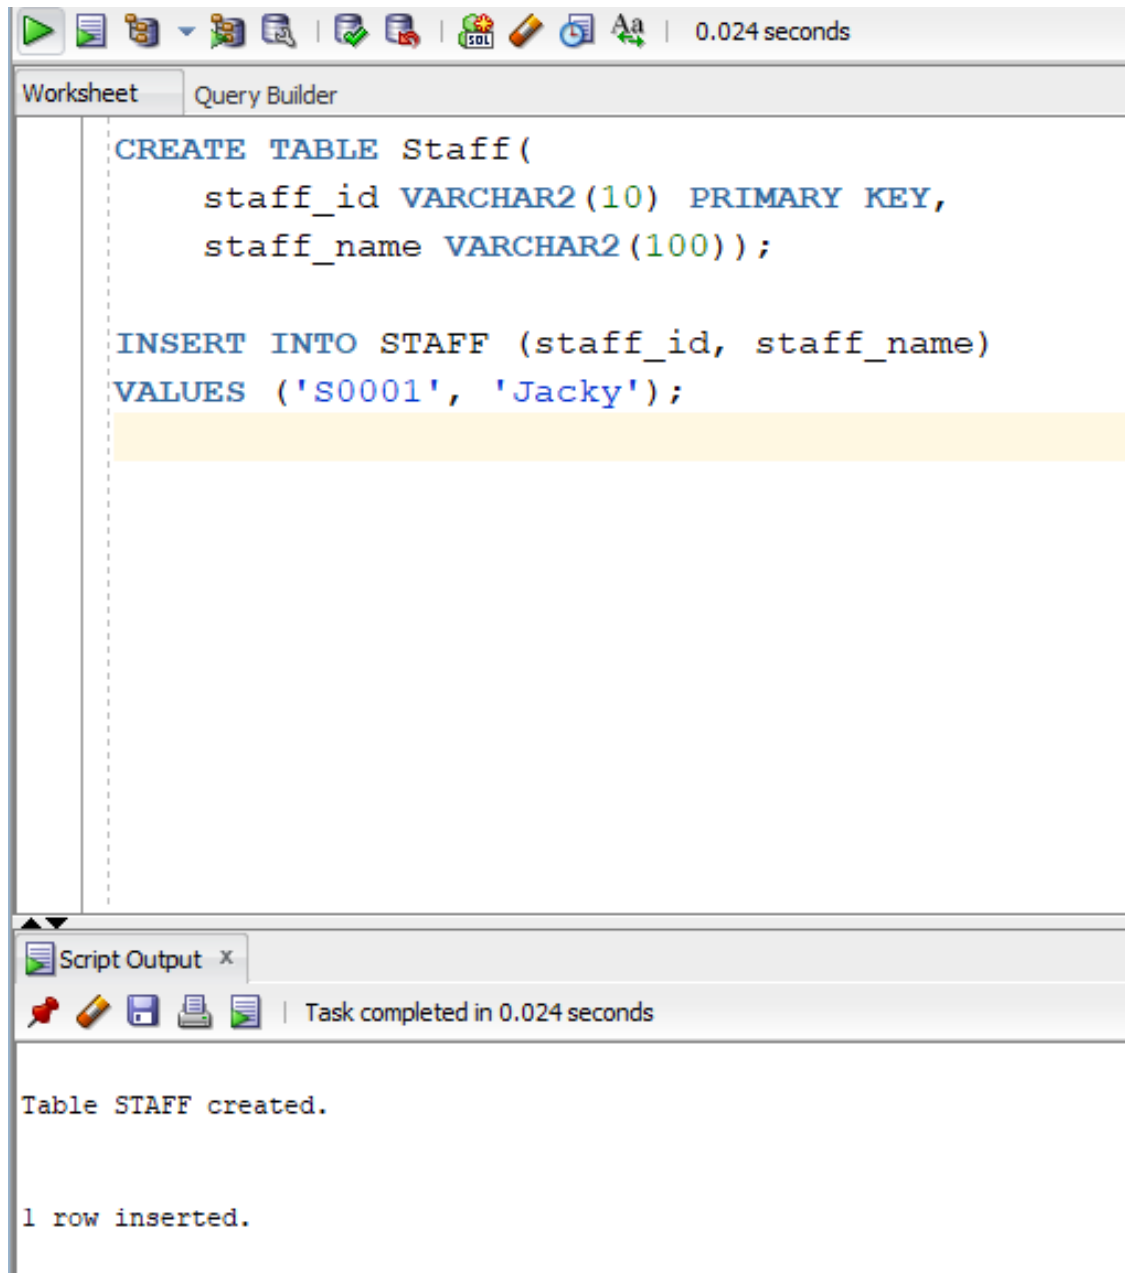 SQL
Aa
0.024 seconds
Worksheet
Query Builder
CREATE TABLE Staff(
staff_id VARCHAR2(10) PRIMARY KEY,
staff_name VARCHAR2(100));
INSERT INTO STAFF (staff_id, staff_name)
VALUES ('S0001', 'Jacky');
Script Output x
Task completed in 0.024 seconds
Table STAFF created.
1 row inserted.